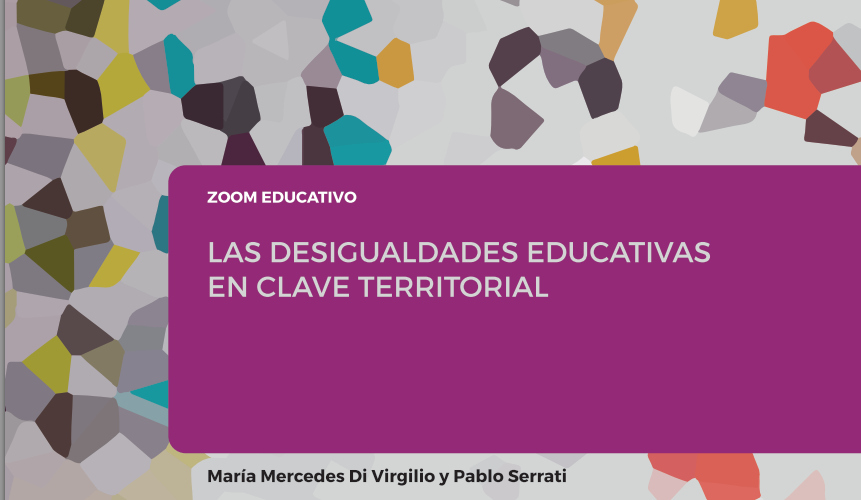 ZOOM EDUCATIVO
LAS DESIGUALDADES EDUCATIVAS
EN CLAVE TERRITORIAL
María Mercedes Di Virgilio y Pablo Serrati